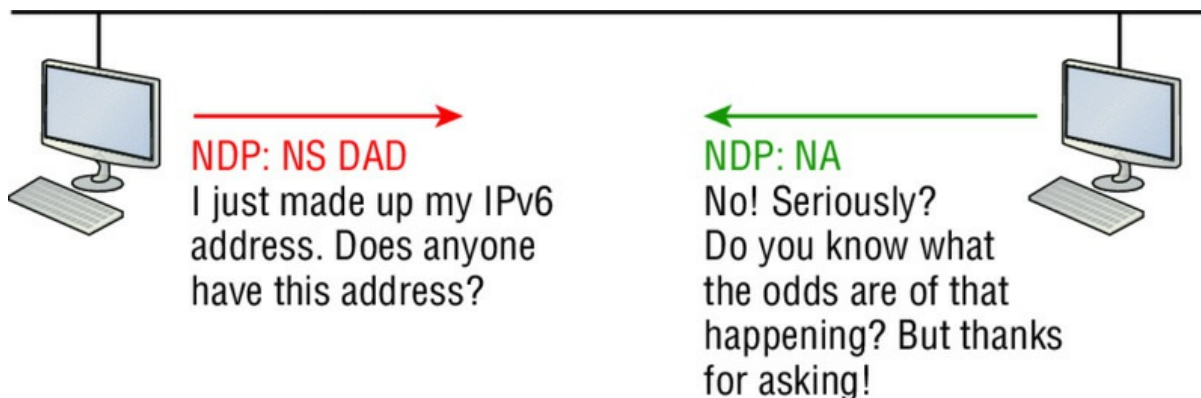 NDP: NS DAD
I just made up my IPv6
address. Does anyone
have this address?
NDP: NA
No! Seriously?
Do you know what
the odds are of that
happening? But thanks
for asking!